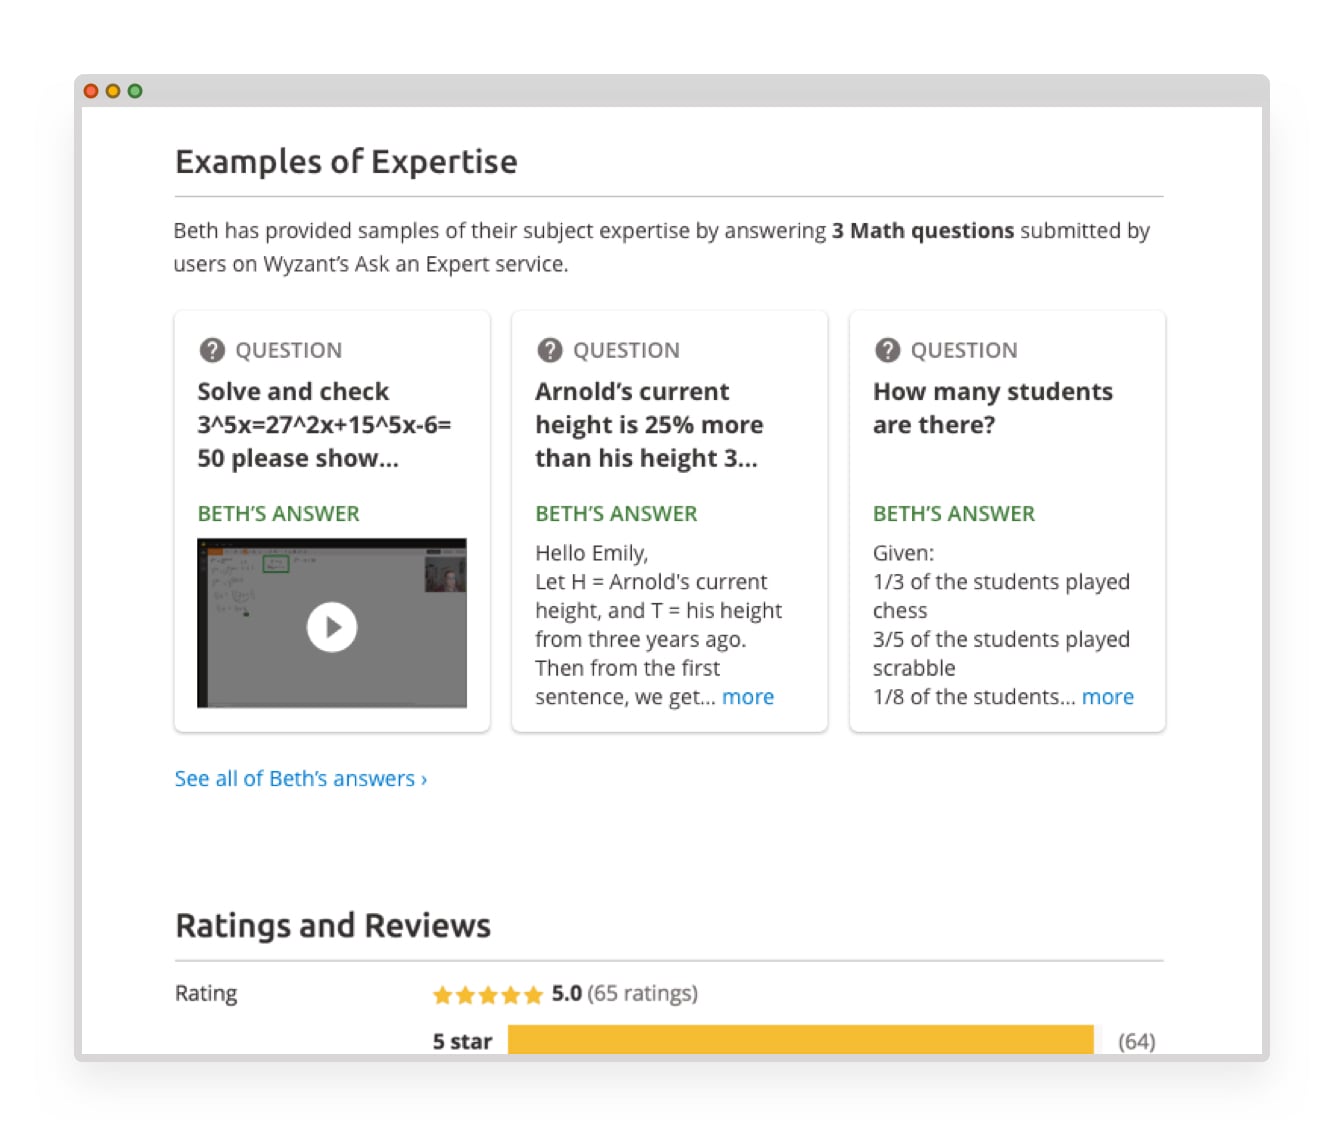 Examples of Expertise
Beth has provided samples of their subject expertise by answering 3 Math questions submitted by
users on Wyzant’s Ask an Expert service.
QUESTION
Solve and check
3^5x=27^2x+15^5x-6=
50 please show...
BETH’S ANSWER
QUESTION
Arnold’s current
height is 25% more
than his height 3...
BETH’S ANSWER
Hello Emily,
Let H = Arnold's current
height, and T = his height
from three years ago.
Then from the first
sentence, we get... more
QUESTION
How many students
are there?
BETH’S ANSWER
Given:
1/3 of the students played
chess
3/5 of the students played
scrabble
1/8 of the students... more
See all of Beth’s answers ›
Ratings and Reviews
Rating
5.0 (65 ratings)
5 star
(64)